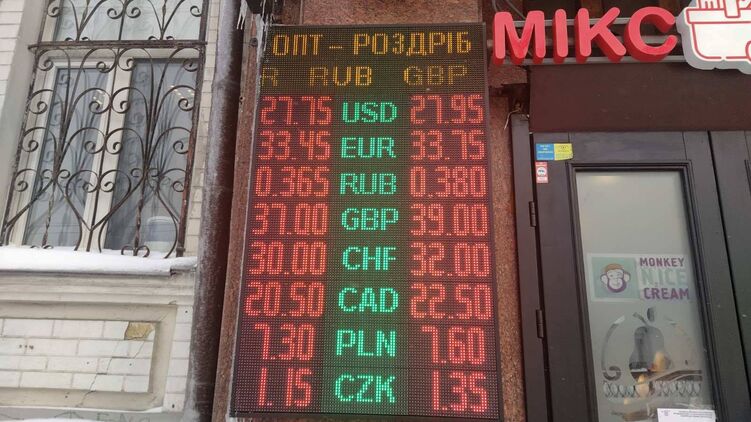 ОПТ - РОЗДРІБ
R RUB GBP
27.75 USD 27.95
33.45 EUR 33.75
0.365 RUB 0.380
37.00 GBP 39.00
30.00 CHF 32.00
20.50 CAD 22.50
7.30 PLN 7.60
1.15 CZK 1.35
МІКС
MONKEY
N.ICE
CREAM